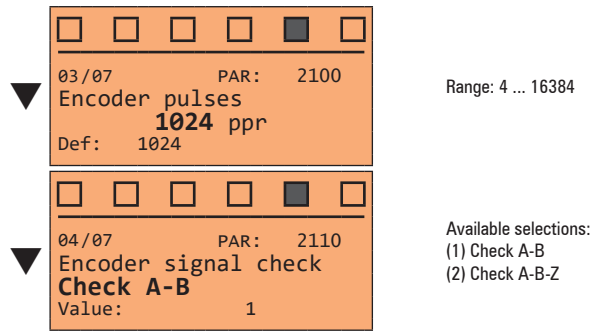 03/07 PAR: 2100
Encoder pulses
1024 ppr
Def: 1024
Range: 4 ... 16384
04/07 PAR: 2110
Encoder signal check
Check A-B
Value: 1
Available selections:
(1) Check A-B
(2) Check A-B-Z